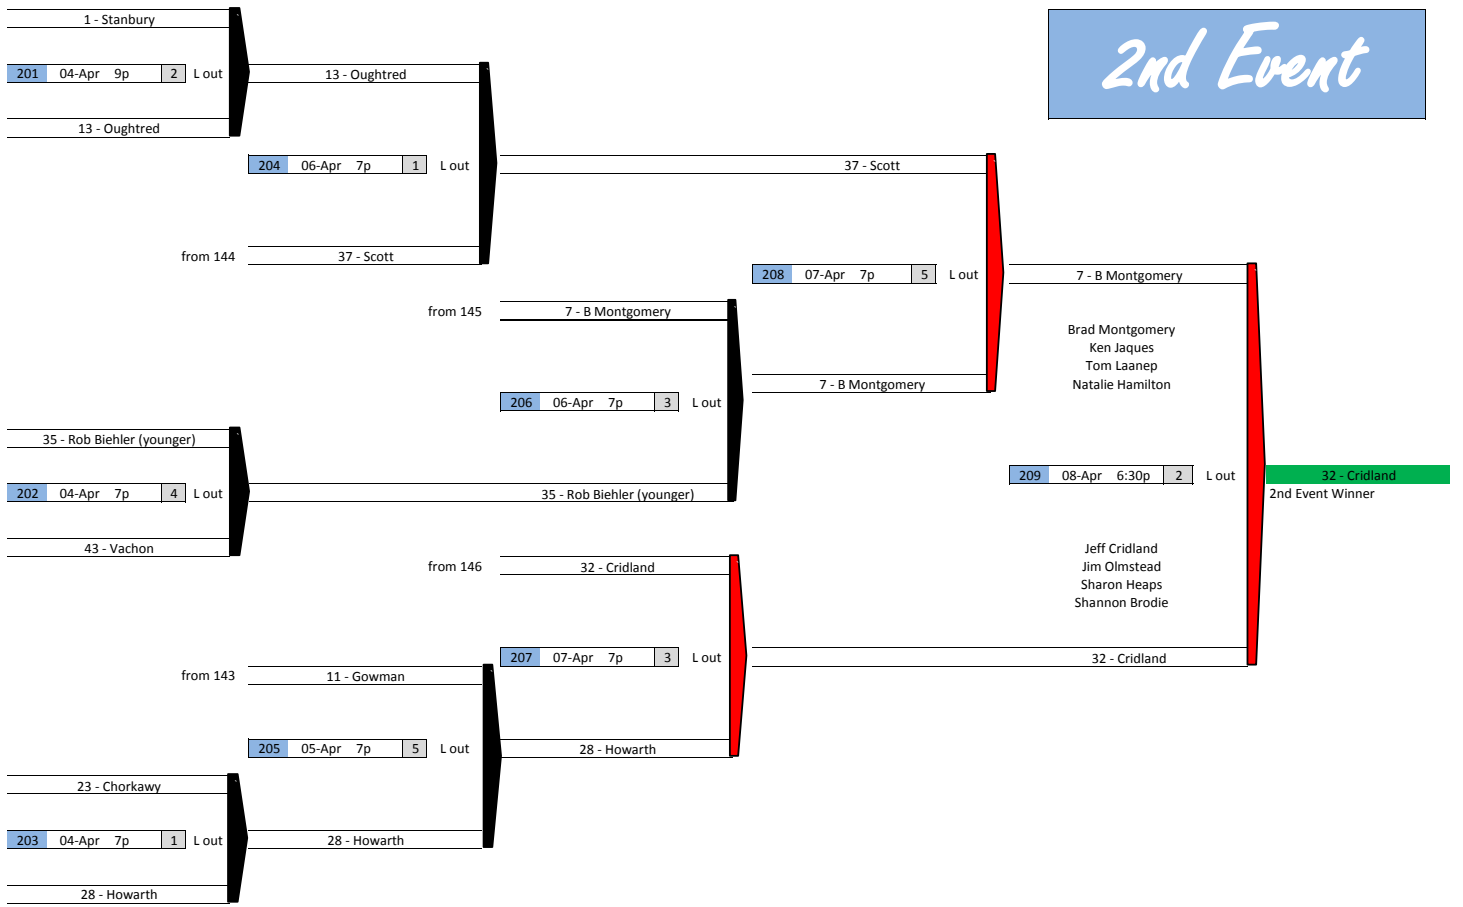 1 - Stanbury
2nd Event
201 04-Apr 9p 2 L out
13 - Oughtred
13 - Oughtred
204 06-Apr 7p 1 L out
37 - Scott
from 144 37 - Scott
208 07-Apr 7p 5 L out
7 - B Montgomery
from 145 7 - B Montgomery
Brad Montgomery
Ken Jaques
Tom Laanep
Natalie Hamilton
7 - B Montgomery
206 06-Apr 7p 3 L out
35 - Rob Biehler (younger)
209 08-Apr 6:30p 2 L out
32 - Cridland
2nd Event Winner
202 04-Apr 7p 4 L out
35 - Rob Biehler (younger)
43 - Vachon
from 146 32 - Cridland
Jeff Cridland
Jim Olmstead
Sharon Heaps
Shannon Brodie
207 07-Apr 7p 3 L out
32 - Cridland
from 143 11 - Gowman
205 05-Apr 7p 5 L out
28 - Howarth
23 - Chorkawy
203 04-Apr 7p 1 L out
28 - Howarth
28 - Howarth